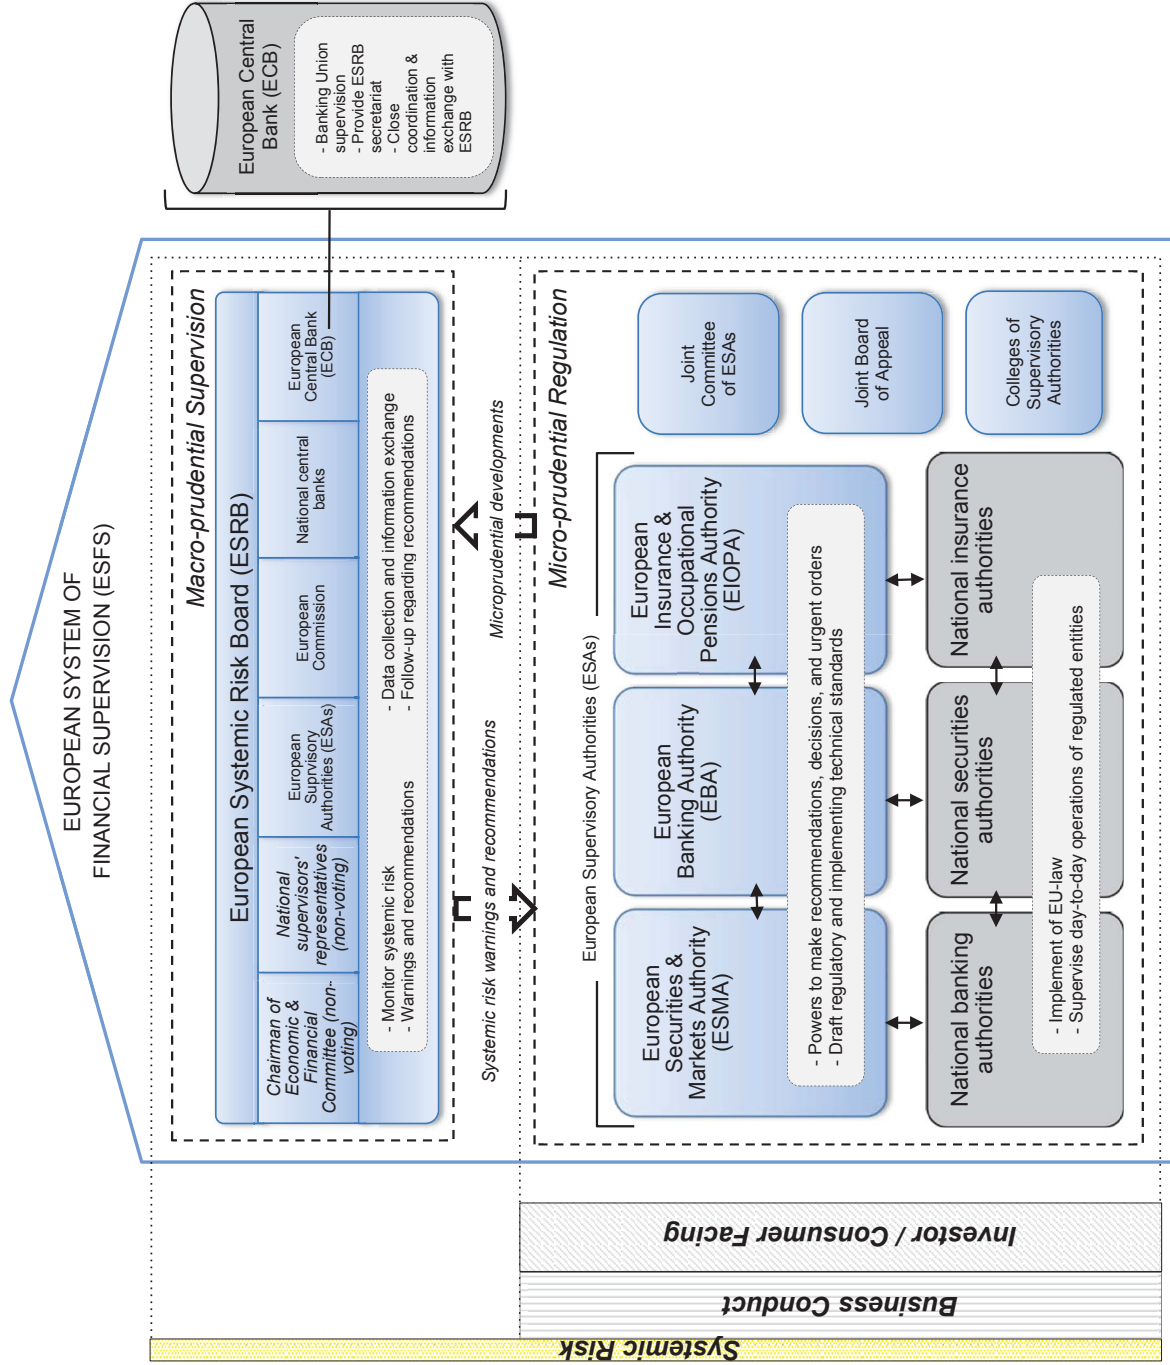 EUROPEAN SYSTEM OF
FINANCIAL SUPERVISION (ESFS)
Macro-prudential Supervision
European Systemic Risk Board (ESRB)
Chairman of
Economic &
Financial
Committee (non-
voting)
National
supervisors'
representatives
(non-voting)
European
Suprvisory
Authorities (ESAs)
European
Commission
National central
banks
European
Central Bank
(ECB)
- Monitor systemic risk
- Warnings and recommendations
- Data collection and information exchange
- Follow-up regarding recommendations
European Central
Bank (ECB)
- Banking Union
supervision
- Provide ESRB
secretariat
- Close
coordination &
information
exchange with
ESRB
Systemic risk warnings and recommendations
Microprudential developments
Micro-prudential Regulation
European Supervisory Authorities (ESAs)
European
Securities &
Markets Authority
(ESMA)
European
Banking Authority
(EBA)
European
Insurance &
Occupational
Pensions Authority
(EIOPA)
- Powers to make recommendations, decisions, and urgent orders
- Draft regulatory and implementing technical standards
National banking
authorities
National securities
authorities
National insurance
authorities
- Implement of EU-law
- Supervise day-to-day operations of regulated entities
Joint
Committee
of ESAs
Joint Board
of Appeal
Colleges of
Supervisory
Authorities
Systemic Risk
Business Conduct
Investor / Consumer Facing